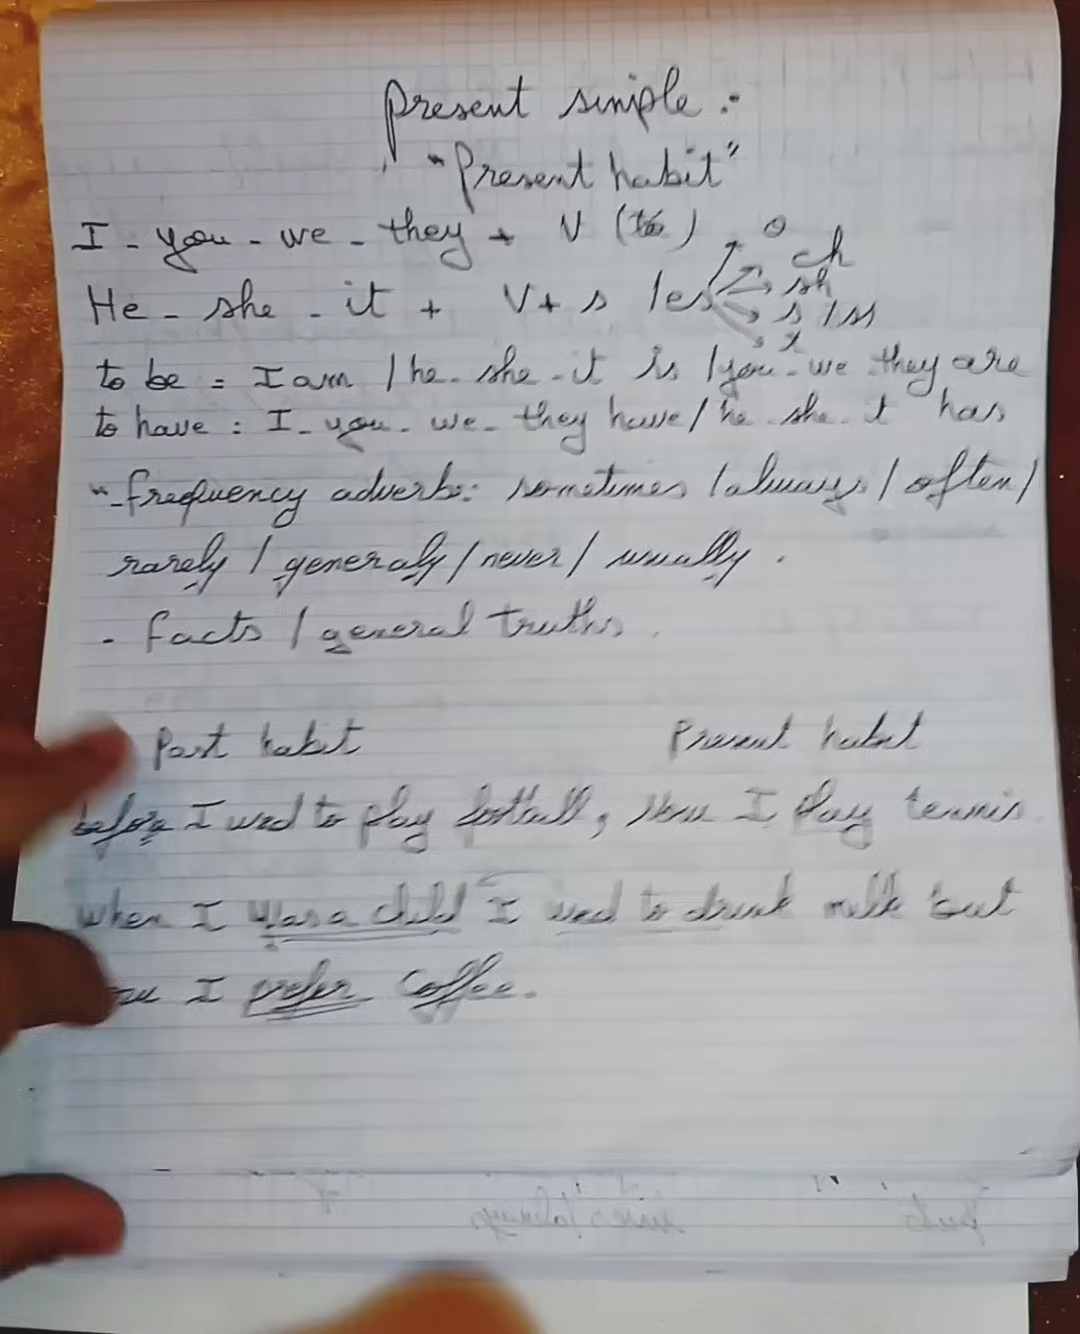 Present simple :
"Present habit"
I - you - we - they + V (to)
o
ch
He - she - it + V + s / es
sh
s / ss
x
to be = I am / he - she - it is / you - we - they are
to have : I - you - we - they have / he - she - it has
"- frequency adverbs: sometimes / always / often /
rarely / generaly / never / usually .
- facts / general truths .
Past habit Present habit
before I used to play football, now I play tennis
when I was a child I used to drink milk but
I prefer coffee.